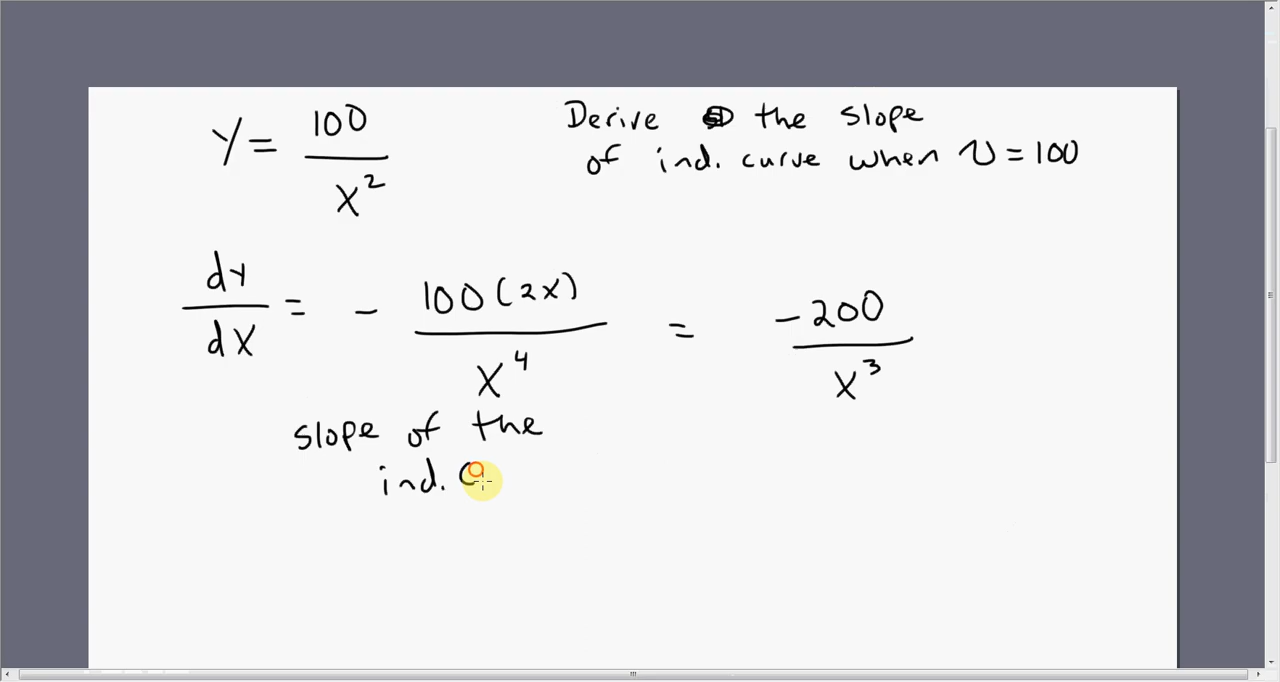 Y = 100 / X²
Derive the slope
of ind. curve when U = 100
dY/dX = - 100(2X) / X⁴ = -200 / X³
slope of the
ind. C